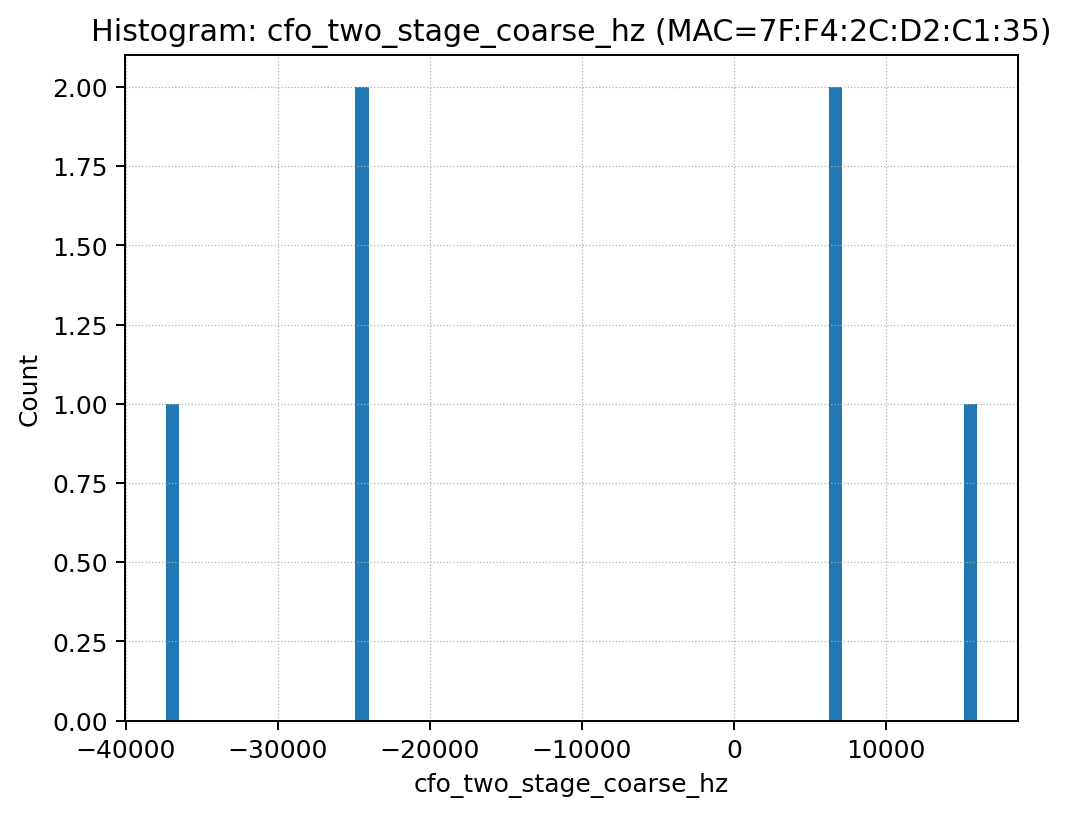 Histogram: cfo_two_stage_coarse_hz (MAC=7F:F4:2C:D2:C1:35)
2.00
1.75
1.50
1.25
1.00
0.75
0.50
0.25
0.00
Count
−40000 −30000 −20000 −10000 0 10000
cfo_two_stage_coarse_hz